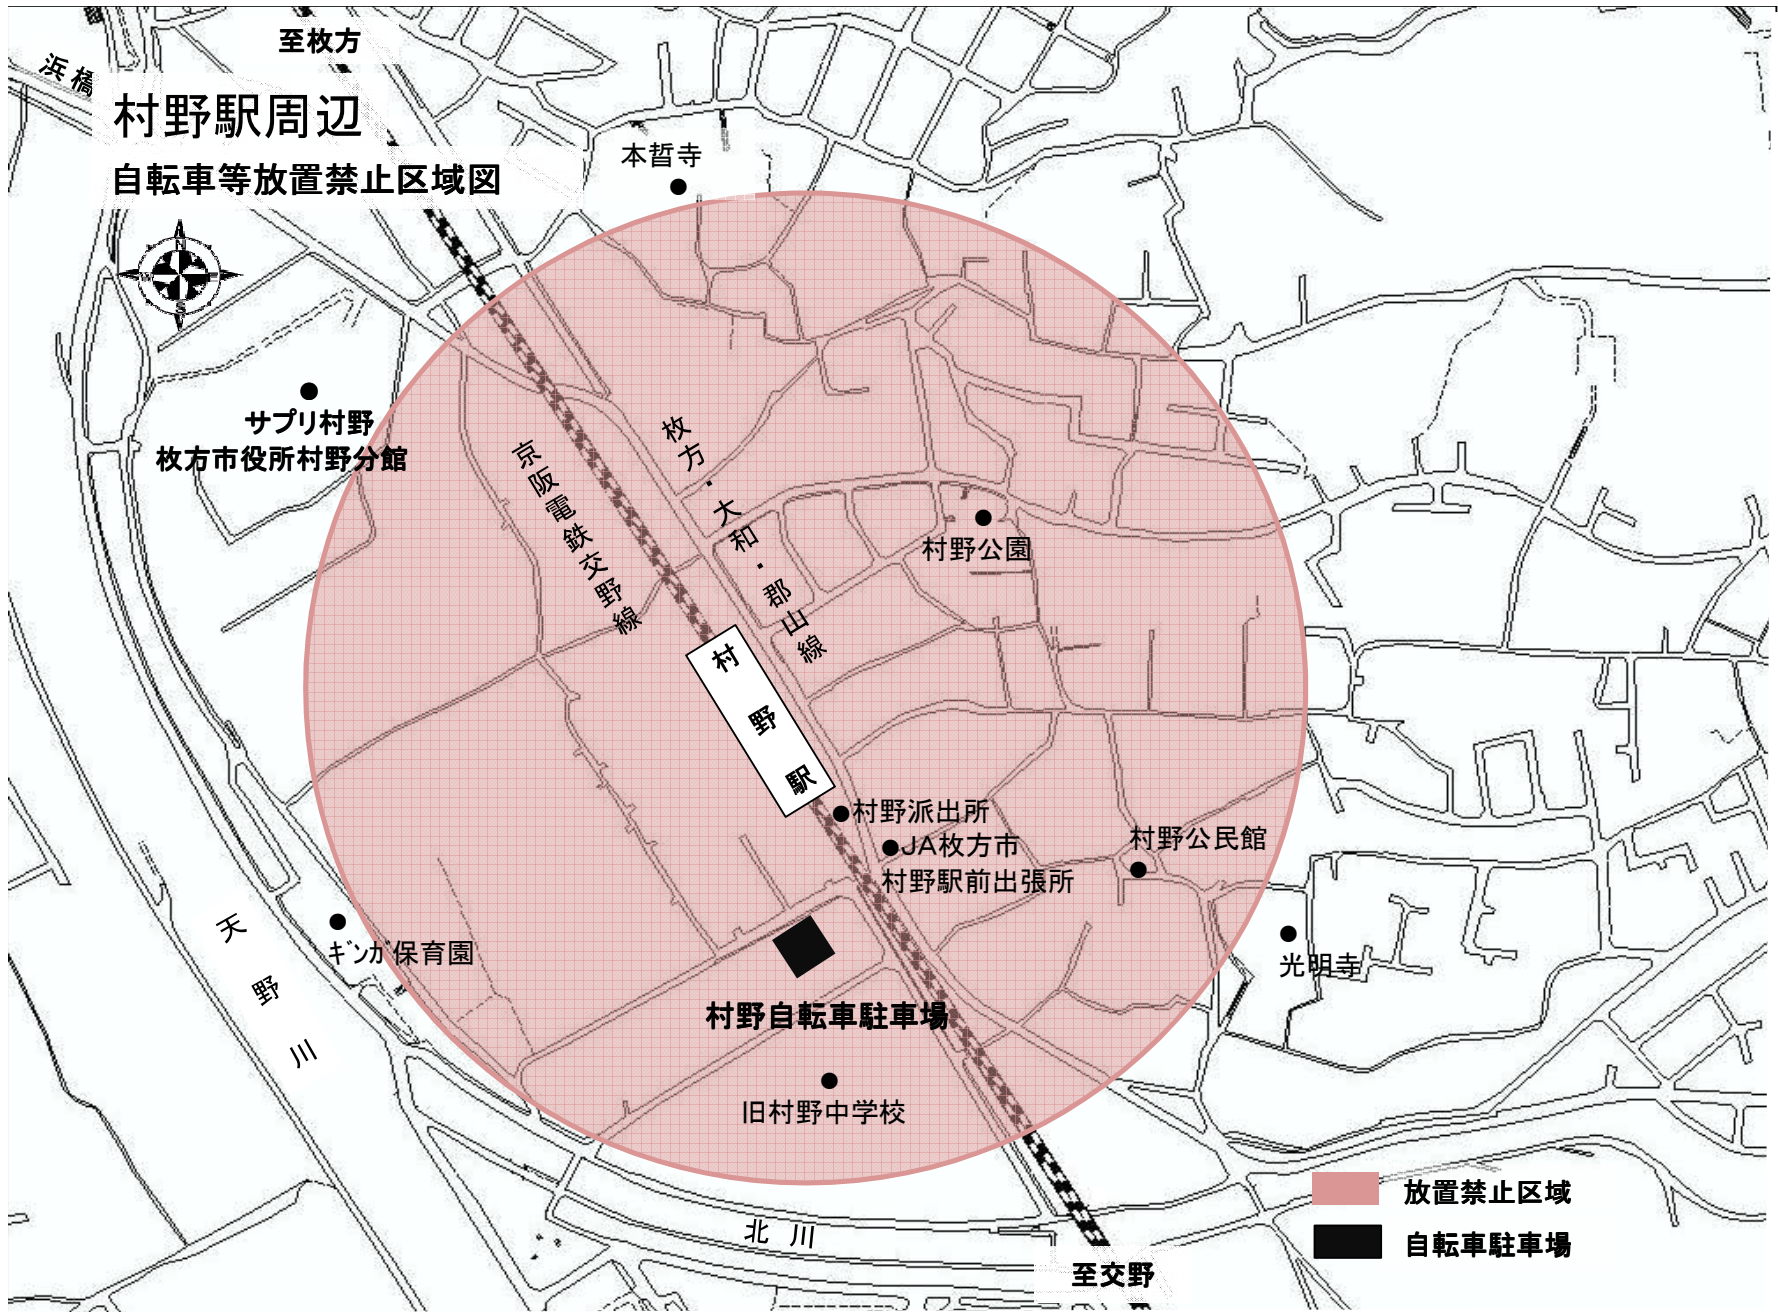 至枚方
浜橋
村野駅周辺
自転車等放置禁止区域図
N
W
E
S
本哲寺
サプリ村野
枚方市役所村野分館
京阪電鉄交野線
枚方・大和・郡山線
村野公園
村野駅
村野派出所
JA枚方市
村野駅前出張所
村野公民館
光明寺
天野川
ギンガ保育園
村野自転車駐車場
旧村野中学校
北川
至交野
放置禁止区域
自転車駐車場